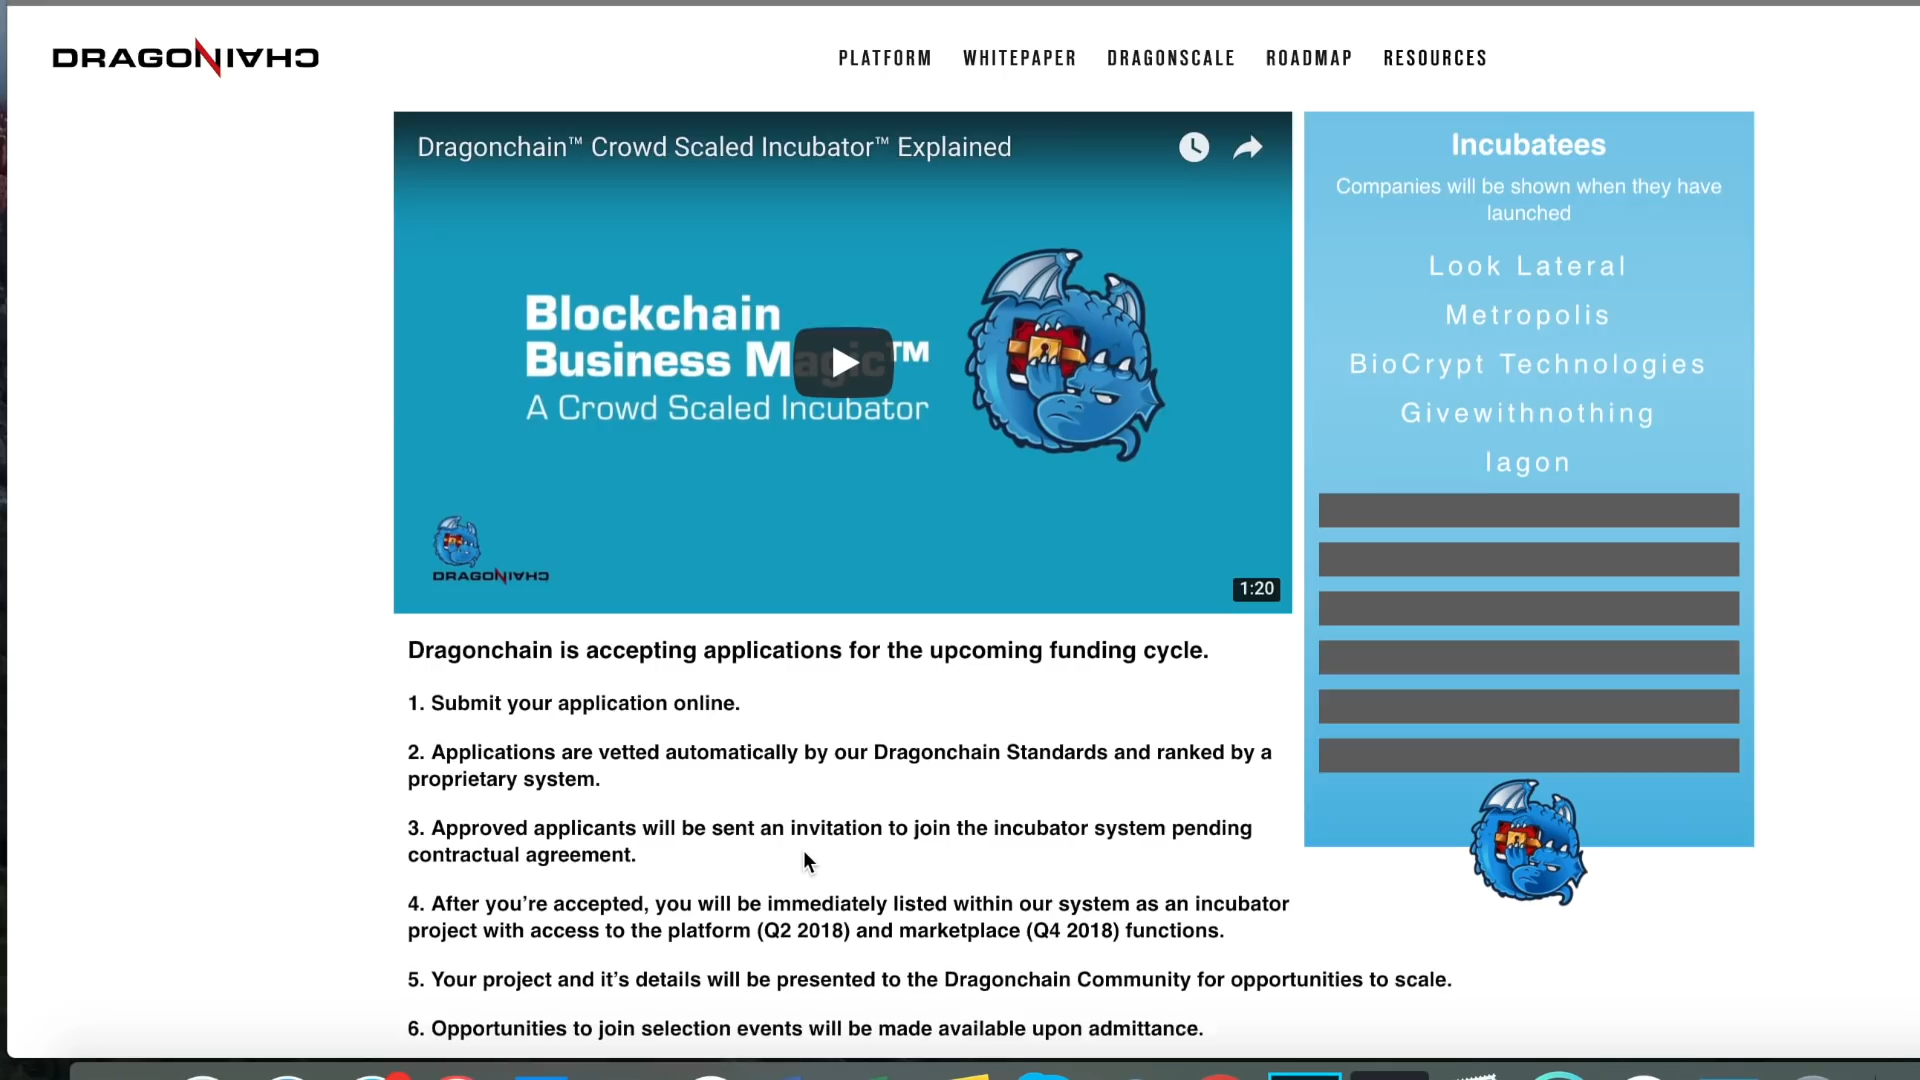 DRAGONCHAIN
PLATFORM WHITEPAPER DRAGONSCALE ROADMAP RESOURCES
Dragonchain™ Crowd Scaled Incubator™ Explained
Blockchain
Business Magic™
A Crowd Scaled Incubator
DRAGONCHAIN
1:20
Incubatees
Companies will be shown when they have
launched
Look Lateral
Metropolis
BioCrypt Technologies
Givewithnothing
Iagon
Dragonchain is accepting applications for the upcoming funding cycle.
1. Submit your application online.
2. Applications are vetted automatically by our Dragonchain Standards and ranked by a
proprietary system.
3. Approved applicants will be sent an invitation to join the incubator system pending
contractual agreement.
4. After you’re accepted, you will be immediately listed within our system as an incubator
project with access to the platform (Q2 2018) and marketplace (Q4 2018) functions.
5. Your project and it’s details will be presented to the Dragonchain Community for opportunities to scale.
6. Opportunities to join selection events will be made available upon admittance.